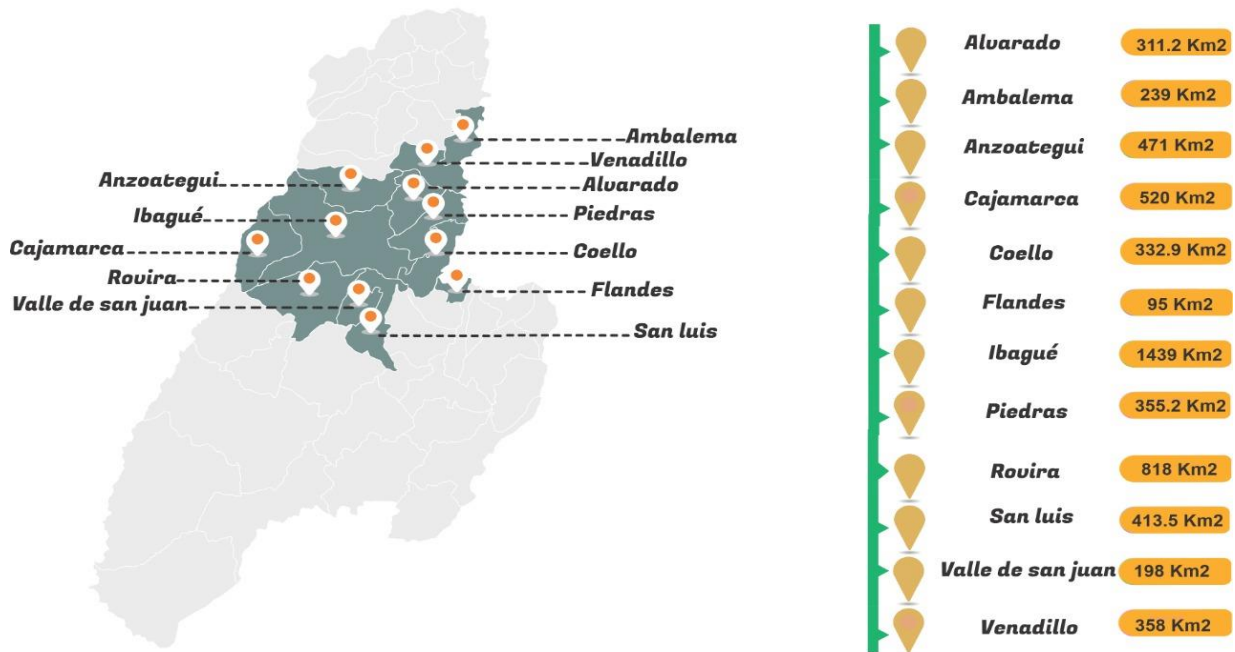 Ambalema
Venadillo
Anzoategui
Alvarado
Ibagué
Piedras
Cajamarca
Coello
Rovira
Flandes
Valle de san juan
San luis
Alvarado 311.2 Km2
Ambalema 239 Km2
Anzoategui 471 Km2
Cajamarca 520 Km2
Coello 332.9 Km2
Flandes 95 Km2
Ibagué 1439 Km2
Piedras 355.2 Km2
Rovira 818 Km2
San luis 413.5 Km2
Valle de san juan 198 Km2
Venadillo 358 Km2